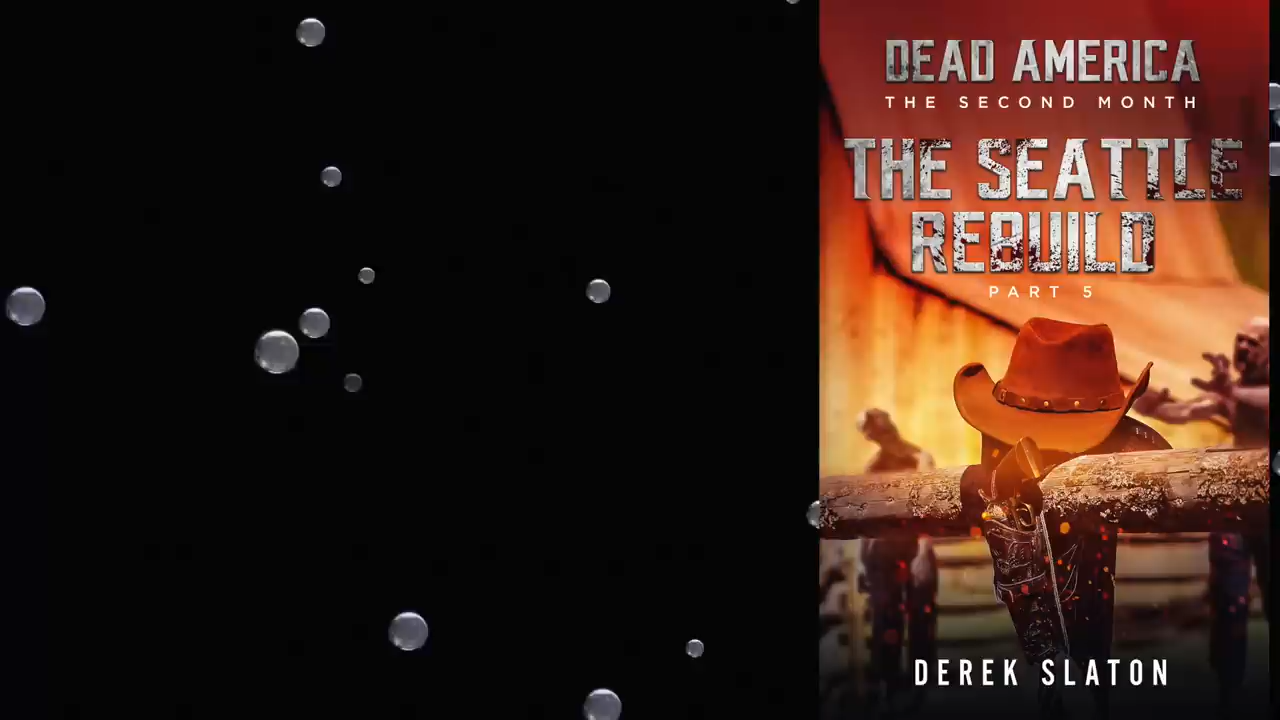 DEAD AMERICA
THE SECOND MONTH
THE SEATTLE
REBUILD
PART 5
DEREK SLATON